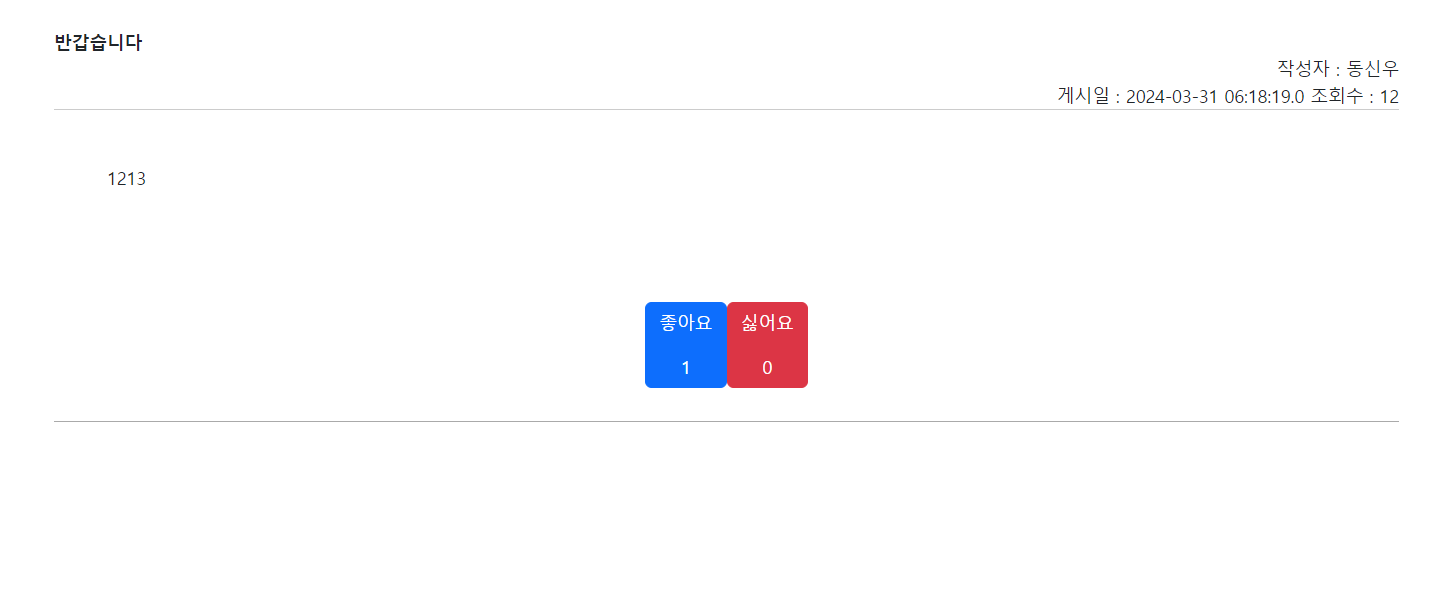 반갑습니다
작성자 : 동신우
게시일 : 2024-03-31 06:18:19.0 조회수 : 12
1213
좋아요 싫어요
1 0